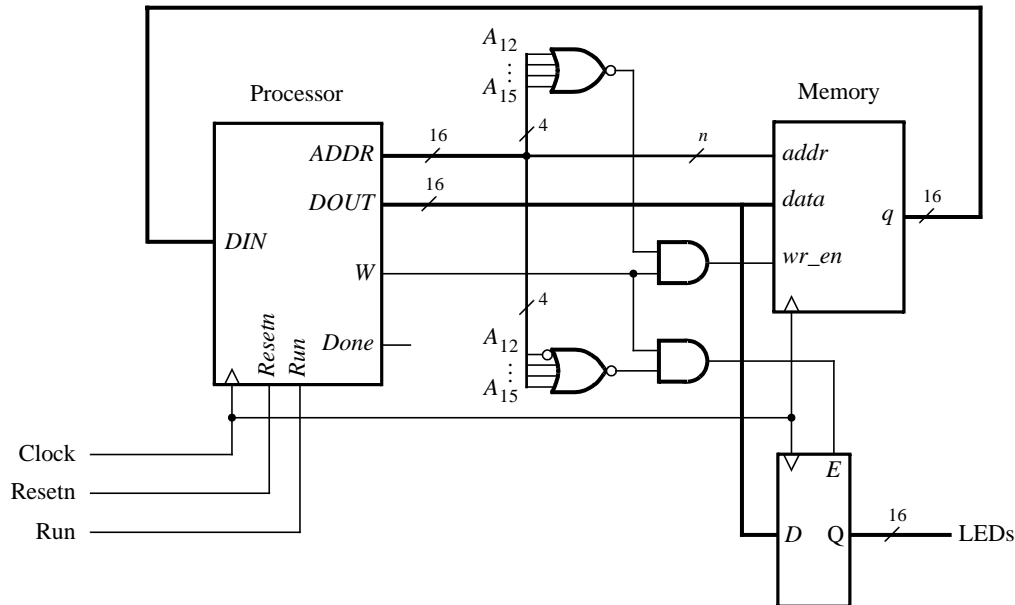 A12
⋮
A15
Processor
Memory
ADDR
16
4
n
addr
DOUT
16
data
q
16
DIN
W
wr_en
4
Resetn
Run
Done
A12
⋮
A15
Clock
Resetn
Run
E
D
Q
16
LEDs